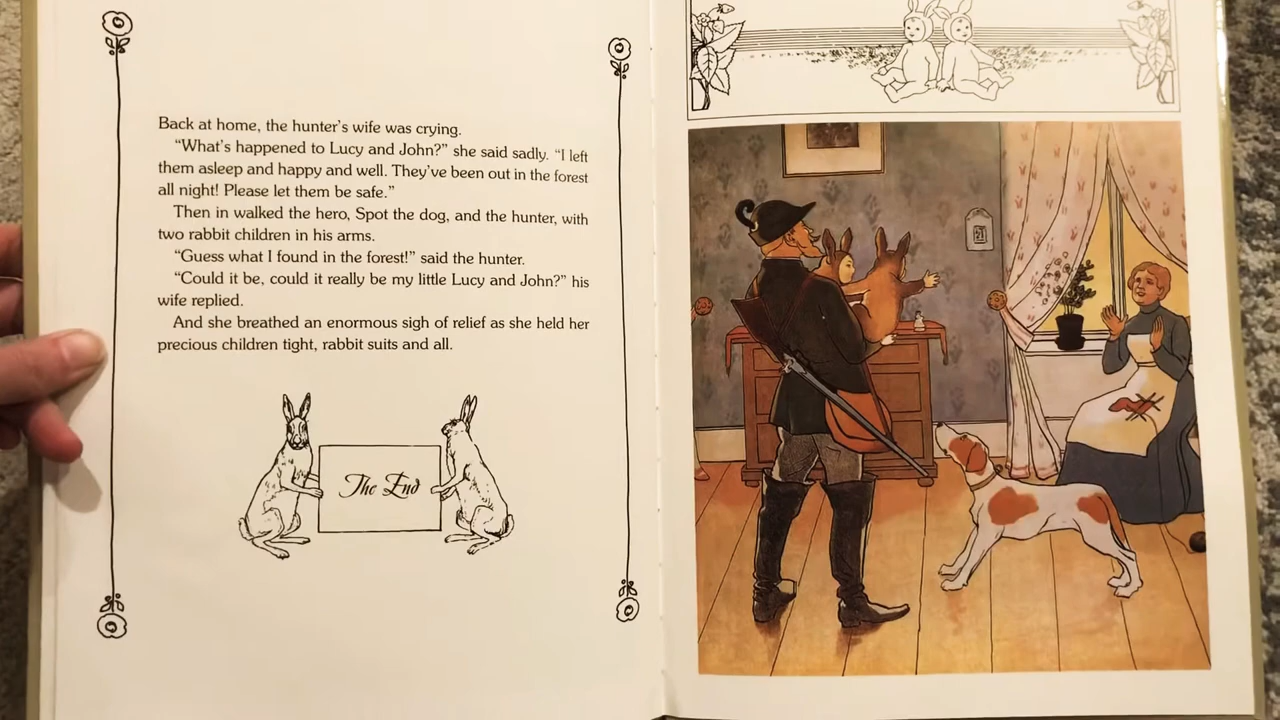 Back at home, the hunter's wife was crying.
“What's happened to Lucy and John?” she said sadly. “I left
them asleep and happy and well. They've been out in the forest
all night! Please let them be safe.”
Then in walked the hero, Spot the dog, and the hunter, with
two rabbit children in his arms.
“Guess what I found in the forest!” said the hunter.
“Could it be, could it really be my little Lucy and John?” his
wife replied.
And she breathed an enormous sigh of relief as she held her
precious children tight, rabbit suits and all.
The End